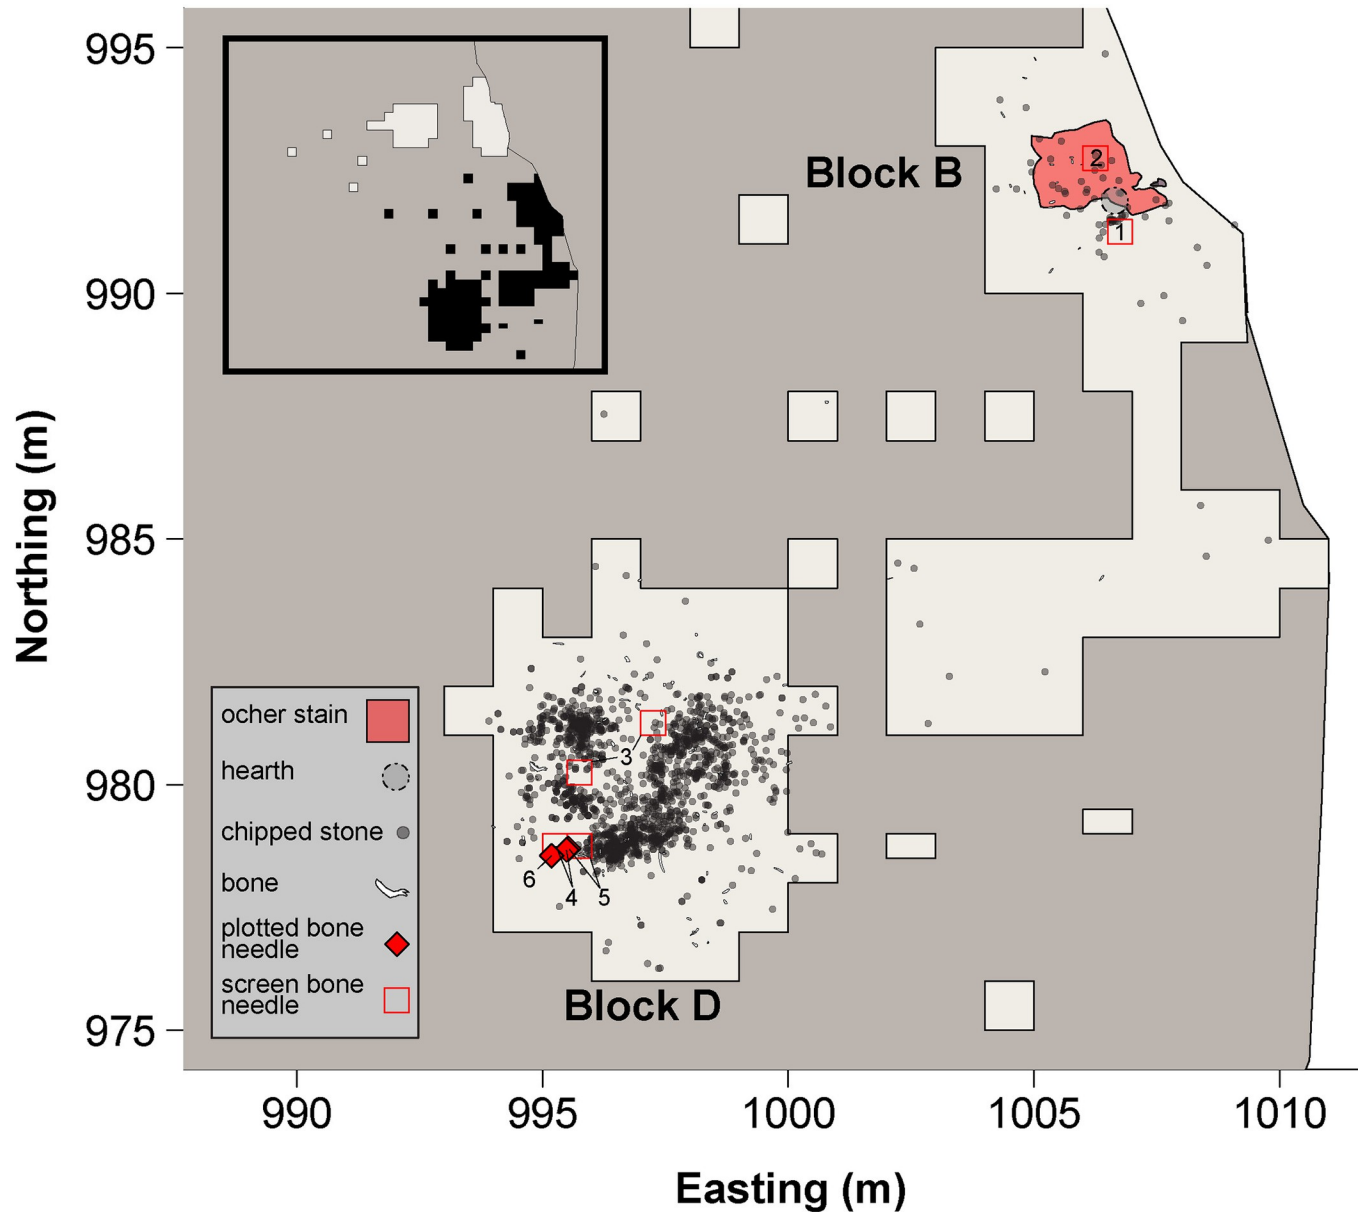 995
990
985
980
975
Northing (m)
Block B
2
1
3
6
4
5
Block D
ocher stain
hearth
chipped stone
bone
plotted bone
needle
screen bone
needle
990
995
1000
1005
1010
Easting (m)